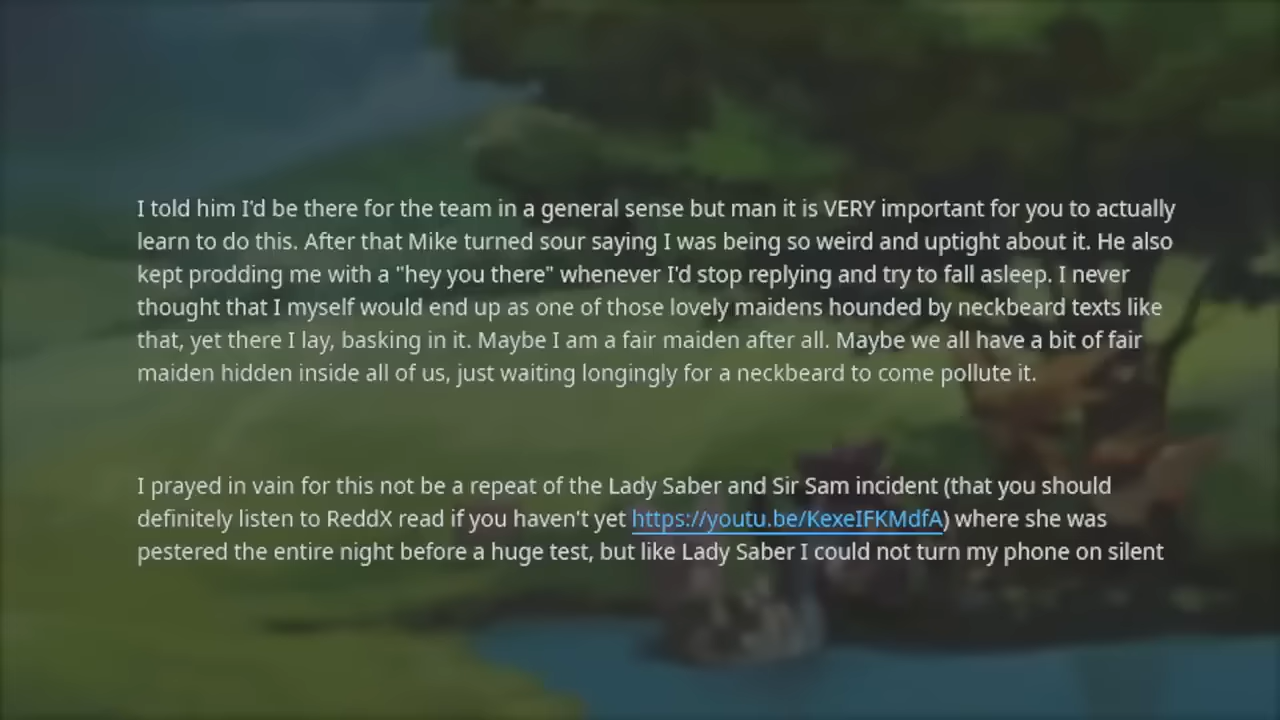 I told him I'd be there for the team in a general sense but man it is VERY important for you to actually
learn to do this. After that Mike turned sour saying I was being so weird and uptight about it. He also
kept prodding me with a "hey you there" whenever I'd stop replying and try to fall asleep. I never
thought that I myself would end up as one of those lovely maidens hounded by neckbeard texts like
that, yet there I lay, basking in it. Maybe I am a fair maiden after all. Maybe we all have a bit of fair
maiden hidden inside all of us, just waiting longingly for a neckbeard to come pollute it.
I prayed in vain for this not be a repeat of the Lady Saber and Sir Sam incident (that you should
definitely listen to ReddX read if you haven't yet https://youtu.be/KexeIFKMdfA) where she was
pestered the entire night before a huge test, but like Lady Saber I could not turn my phone on silent